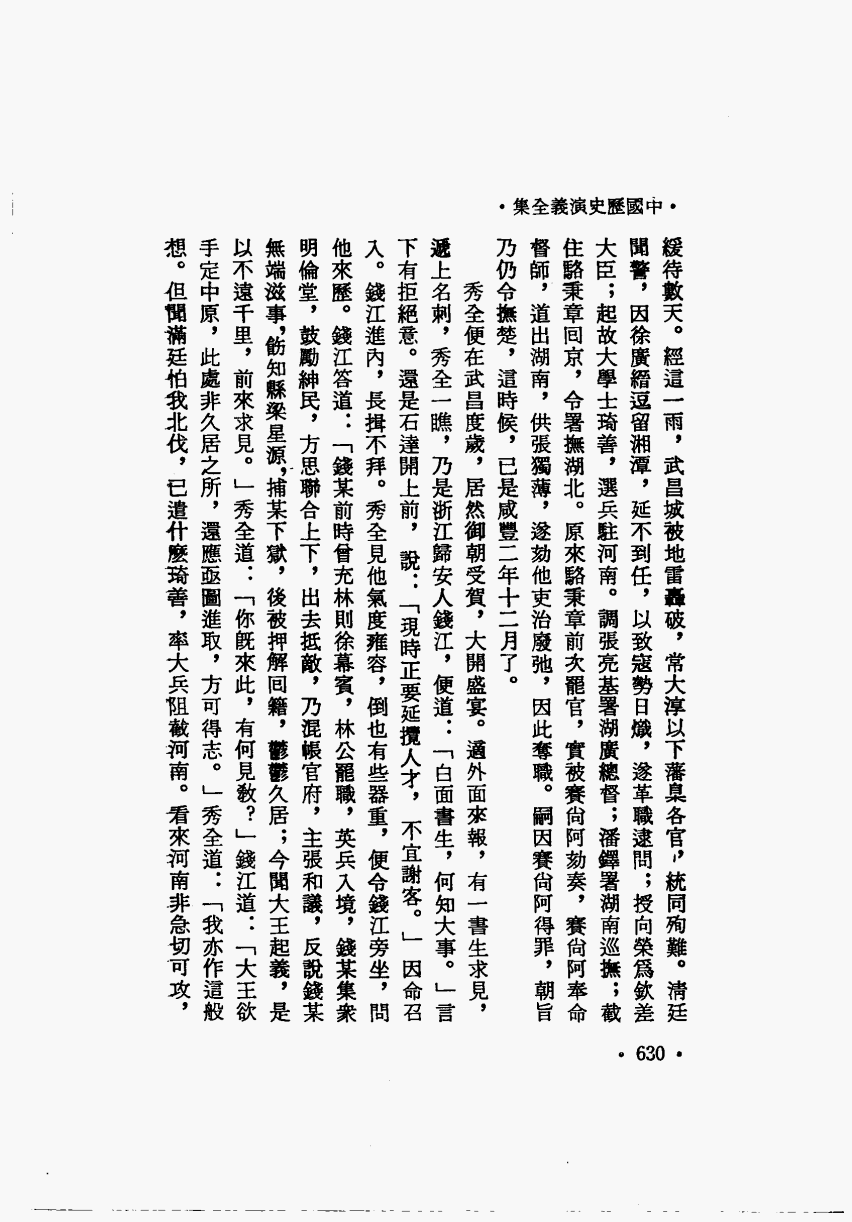 ·中國歷史演義全集·
緩待數天。經這一雨，武昌城被地雷轟破，常大淳以下藩臬各官，統同殉難。清廷
聞警，因徐廣縉逗留湘潭，延不到任，以致寇勢日熾，遂革職逮問；授向榮爲欽差
大臣；起故大學士琦善，選兵駐河南。調張亮基署湖廣總督；潘鐸署湖南巡撫；截
住駱秉章回京，令署撫湖北。原來駱秉章前次罷官，實被賽尙阿劾奏，賽尙阿奉命
督師，道出湖南，供張獨薄，遂劾他吏治廢弛，因此奪職。嗣因賽尙阿得罪，朝旨
乃仍令撫楚，這時候，已是咸豐二年十二月了。
秀全便在武昌度歲，居然御朝受賀，大開盛宴。適外面來報，有一書生求見，
遞上名刺，秀全一瞧，乃是浙江歸安人錢江，便道：「白面書生，何知大事。」言
下有拒絕意。還是石達開上前，說：「現時正要延攬人才，不宜謝客。」因命召
入。錢江進內，長揖不拜。秀全見他氣度雍容，倒也有些器重，便令錢江旁坐，問
他來歷。錢江答道：「錢某前時曾充林則徐幕賓，林公罷職，英兵入境，錢某集衆
明倫堂，鼓勵紳民，方思聯合上下，出去抵敵，乃混帳官府，主張和議，反說錢某
無端滋事，飭知縣梁星源，捕某下獄，後被押解回籍，鬱鬱久居；今聞大王起義，是
以不遠千里，前來求見。」秀全道：「你旣來此，有何見敎？」錢江道：「大王欲
手定中原，此處非久居之所，還應亟圖進取，方可得志。」秀全道：「我亦作這般
想。但聞滿廷怕我北伐，已遣什麽琦善，率大兵阻截河南。看來河南非急切可攻，
·630·